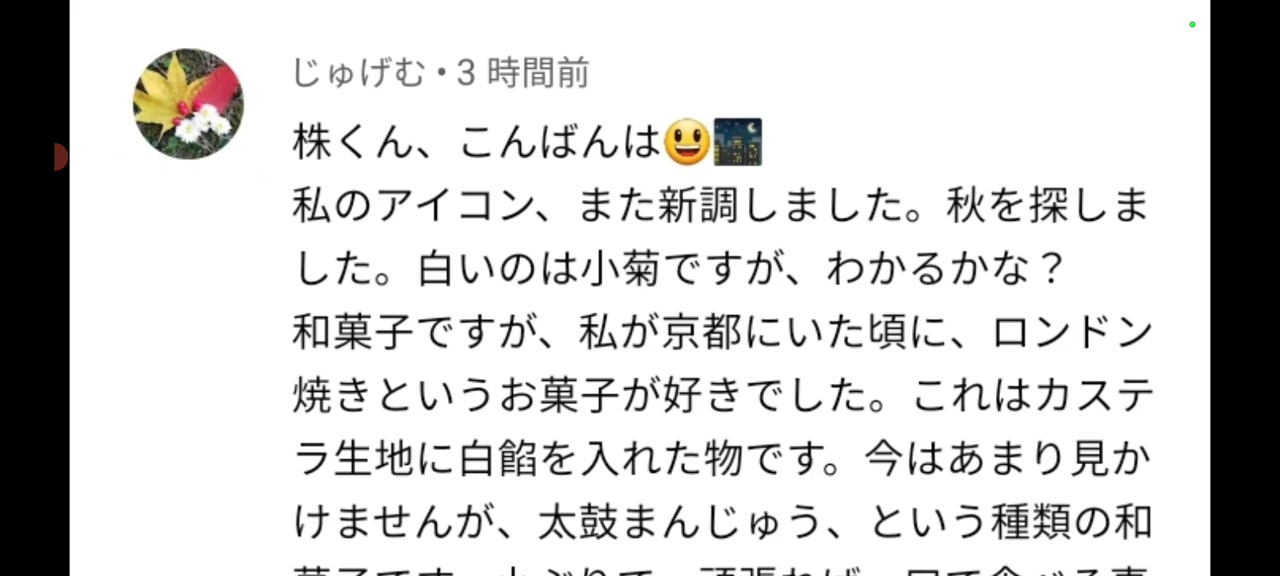 じゅげむ • 3 時間前
株くん、こんばんは😃🌃
私のアイコン、また新調しました。秋を探しま
した。白いのは小菊ですが、わかるかな？
和菓子ですが、私が京都にいた頃に、ロンドン
焼きというお菓子が好きでした。これはカステ
ラ生地に白餡を入れた物です。今はあまり見か
けませんが、太鼓まんじゅう、という種類の和